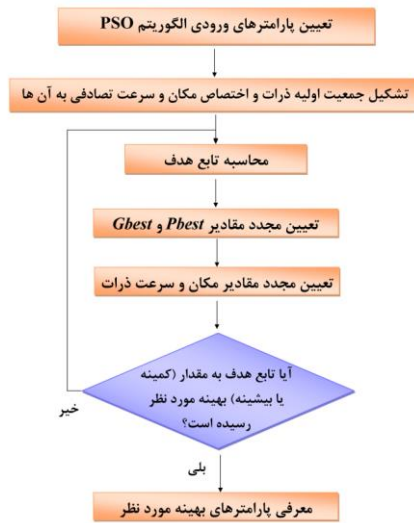 تعیین پارامترهای ورودی الگوریتم PSO
تشکیل جمعیت اولیه ذرات و اختصاص مکان و سرعت تصادفی به آن ها
محاسبه تابع هدف
تعیین مجدد مقادیر Pbest و Gbest
تعیین مجدد مقادیر مکان و سرعت ذرات
آیا تابع هدف به مقدار (کمینه
یا بیشینه) بهینه مورد نظر
رسیده است؟
خیر
بلی
معرفی پارامترهای بهینه مورد نظر